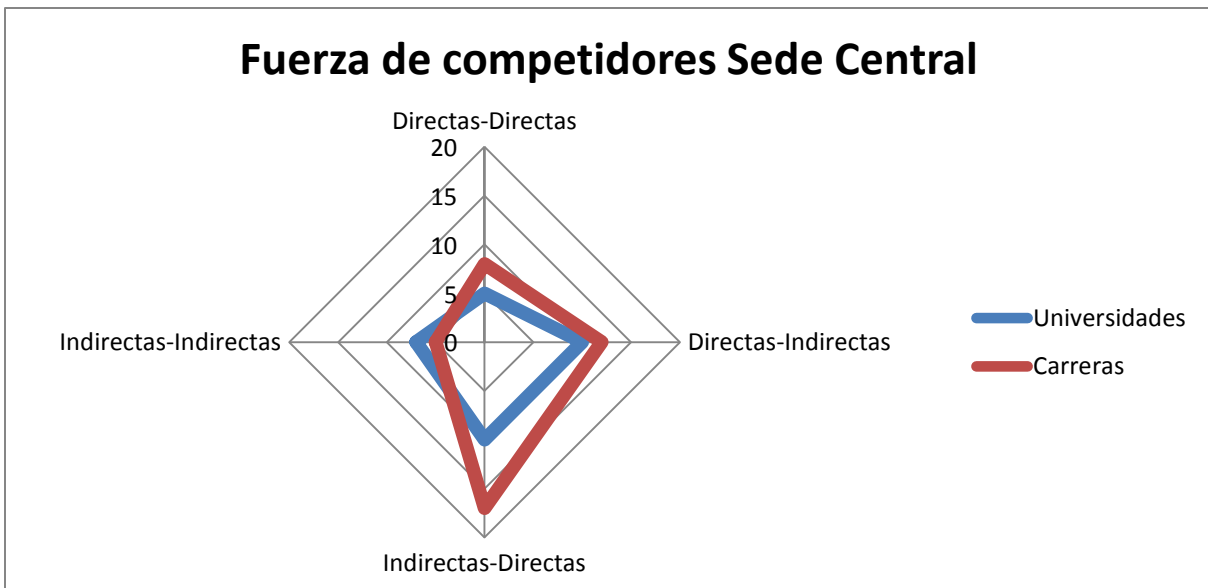 Fuerza de competidores Sede Central
Directas-Directas
20
15
10
5
0
Indirectas-Indirectas
Directas-Indirectas
Indirectas-Directas
Universidades
Carreras